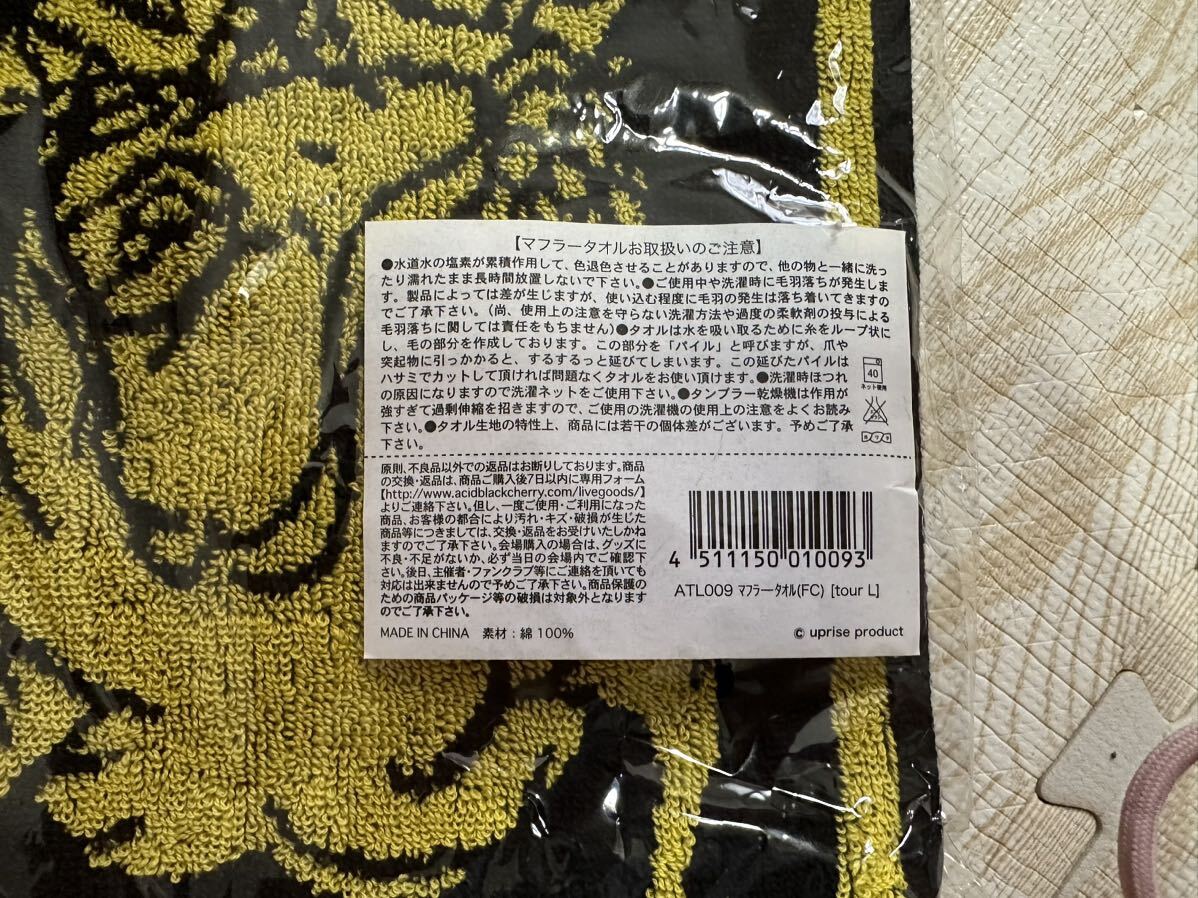 【マフラータオルお取扱いのご注意】
●水道水の塩素が累積作用して、色退色させることがありますので、他の物と一緒に洗っ
たり濡れたまま長時間放置しないで下さい。●ご使用中や洗濯時に毛羽落ちが発生しま
す。製品によっては差が生じますが、使い込む程度に毛羽の発生は落ち着いてきますの
でご了承下さい。（尚、使用上の注意を守らない洗濯方法や過度の柔軟剤の投与による
毛羽落ちに関しては責任をもちません）●タオルは水を吸い取るために糸をループ状に
し、毛の部分を作成しております。この部分を「パイル」と呼びますが、爪や
突起物に引っかかると、するするっと延びてしまいます。この延びたパイルは
ハサミでカットして頂ければ問題なくタオルをお使い頂けます。●洗濯時ほつれ
の原因になりますので洗濯ネットをご使用下さい。●タンブラー乾燥機は作用が
強すぎて過剰伸縮を招きますので、ご使用の洗濯機の使用上の注意をよくお読み
下さい。●タオル生地の特性上、商品には若干の個体差がございます。予めご了承
下さい。
40
ネット使用
原則、不良品以外での返品はお断りしております。商品
の交換・返品は、商品ご購入後7日以内に専用フォーム
【http://www.acidblackcherry.com/livegoods/】
よりご連絡下さい。但し、一度ご使用・ご利用になった
商品、お客様の都合により汚れ・キズ・破損が生じた
商品等につきましては、交換・返品をお受けいたしかね
ますのでご了承下さい。会場購入の場合は、グッズに
不良・不足がないか、必ず当日の会場内でご確認下
さい。後日、主催者・ファンクラブ等にご連絡を頂いても
対応は出来ませんので予めご了承下さい。商品保護のた
めの商品パッケージ等の破損は対象外となります
のでご了承下さい。
MADE IN CHINA 素材：綿 100%
4 511150 010093
ATL009 マフラータオル(FC) [tour L]
© uprise product